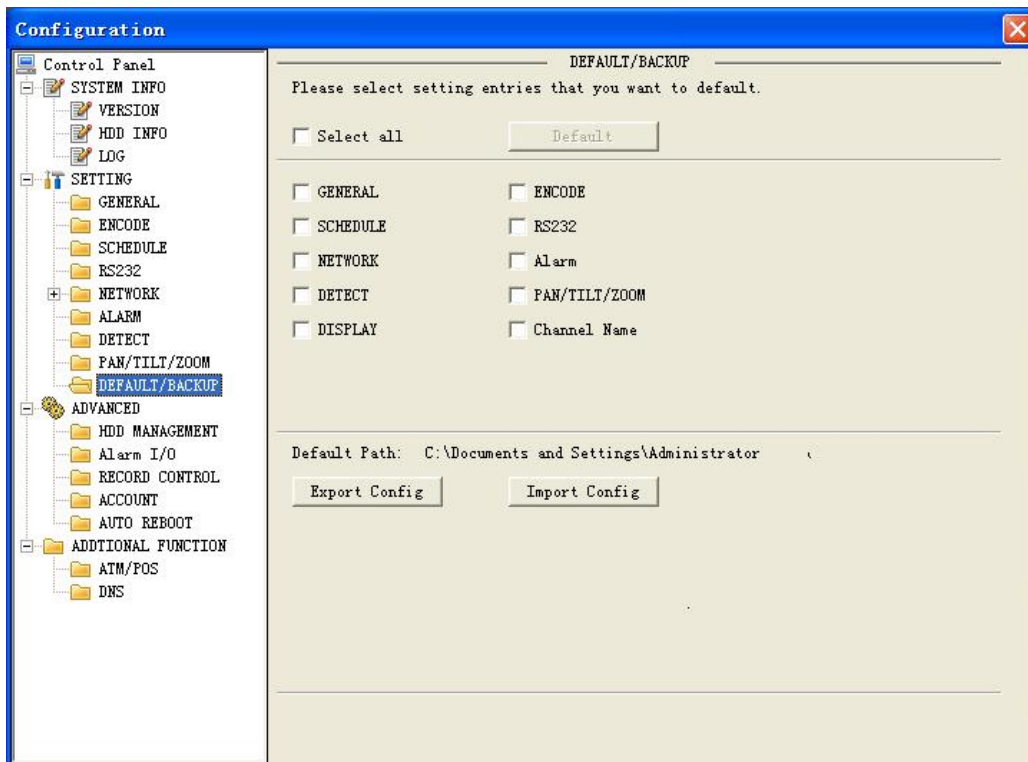 Configuration
Control Panel
SYSTEM INFO
VERSION
HDD INFO
LOG
SETTING
GENERAL
ENCODE
SCHEDULE
RS232
NETWORK
ALARM
DETECT
PAN/TILT/ZOOM
DEFAULT/BACKUP
ADVANCED
HDD MANAGEMENT
Alarm I/O
RECORD CONTROL
ACCOUNT
AUTO REBOOT
ADDTIONAL FUNCTION
ATM/POS
DNS
DEFAULT/BACKUP
Please select setting entries that you want to default.
Select all Default
GENERAL ENCODE
SCHEDULE RS232
NETWORK Alarm
DETECT PAN/TILT/ZOOM
DISPLAY Channel Name
Default Path: C:\Documents and Settings\Administrator
Export Config Import Config